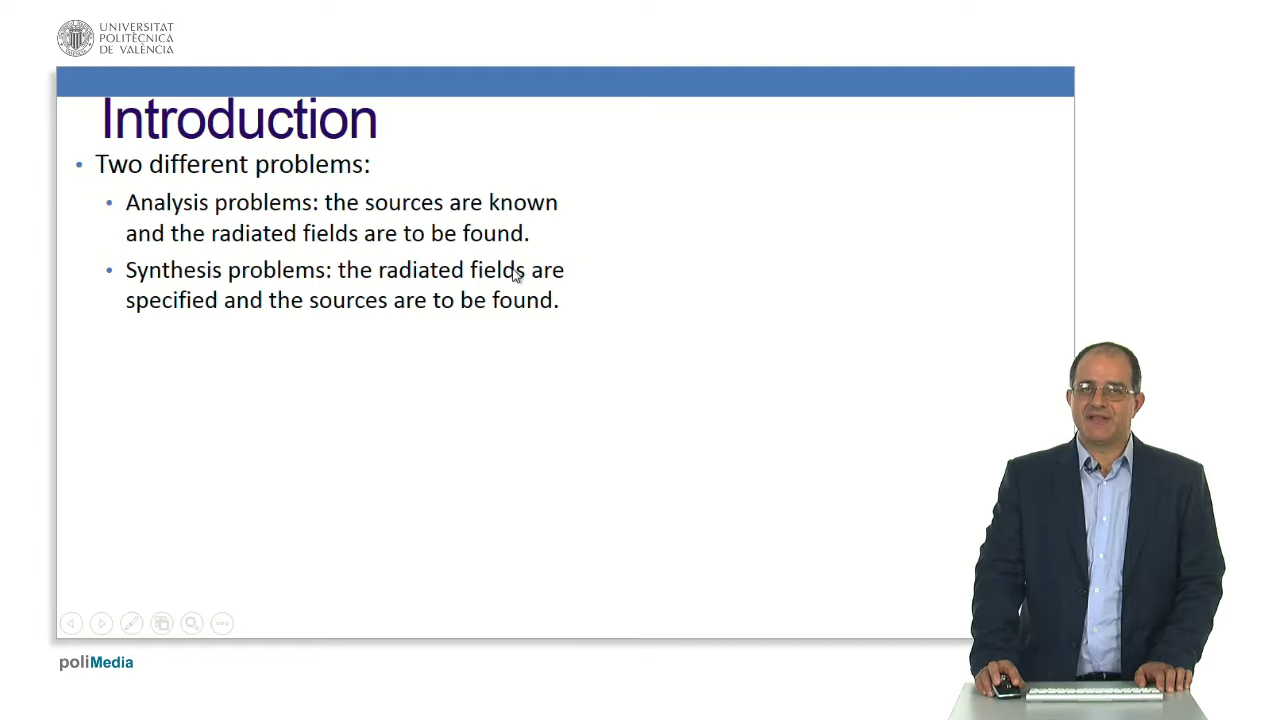 UNIVERSITAT
POLITÈCNICA
DE VALÈNCIA
Introduction
• Two different problems:
• Analysis problems: the sources are known
and the radiated fields are to be found.
• Synthesis problems: the radiated fields are
specified and the sources are to be found.
poliMedia